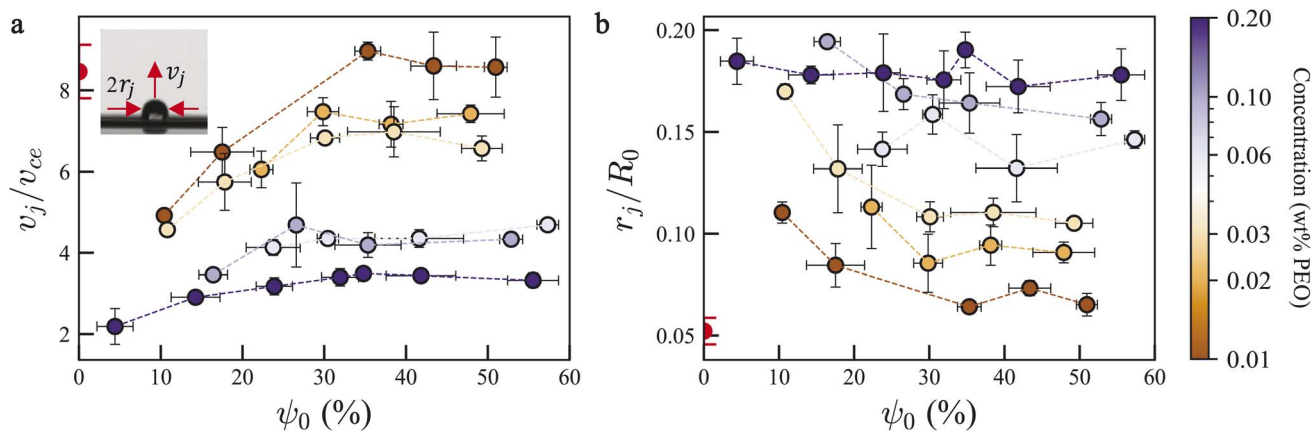 a
8
6
4
2
v_j/v_ce
2r_j
v_j
0 10 20 30 40 50 60
ψ_0 (%)
b
0.20
0.15
0.10
0.05
r_j/R_0
0 10 20 30 40 50 60
ψ_0 (%)
0.20
0.10
0.06
0.03
0.02
0.01
Concentration (wt% PEO)